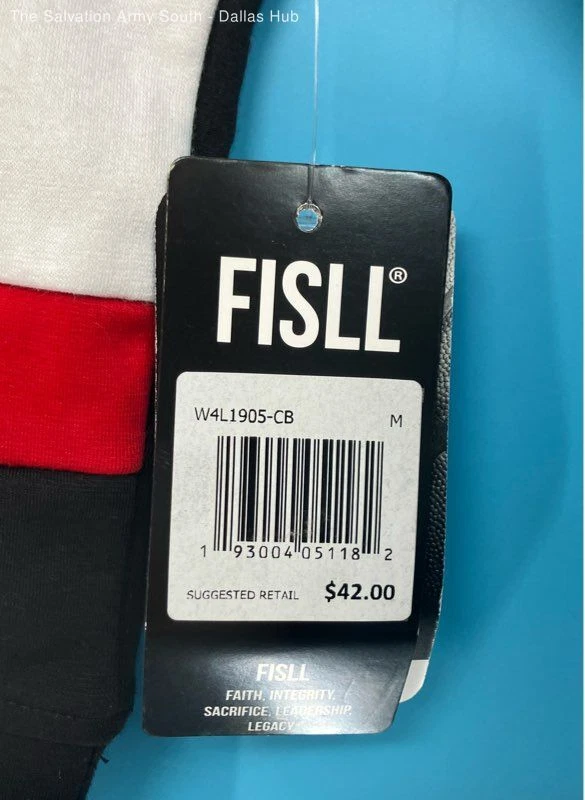 The Salvation Army South - Dallas Hub
FISLL®
W4L1905-CB M
1 93004 05118 2
SUGGESTED RETAIL $42.00
FISLL
FAITH, INTEGRITY,
SACRIFICE, LEADERSHIP,
LEGACY